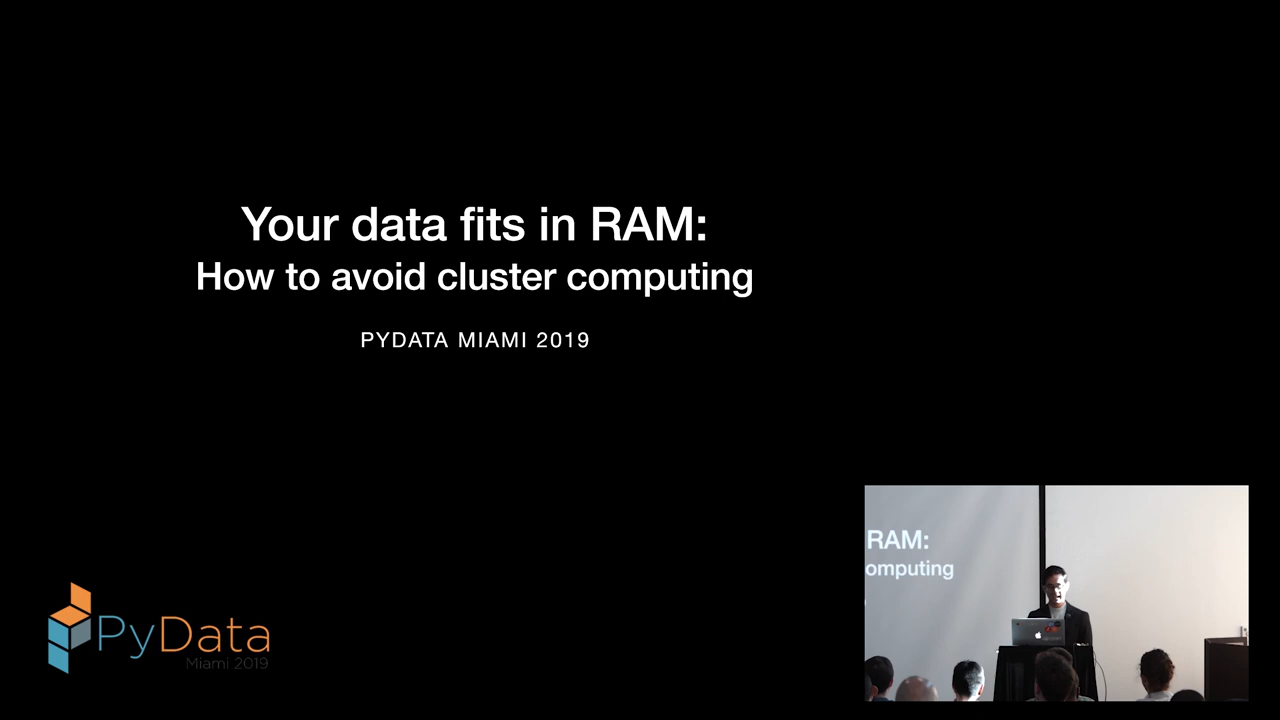 Your data fits in RAM:
How to avoid cluster computing
PYDATA MIAMI 2019
RAM:
omputing
PyData
Miami 2019